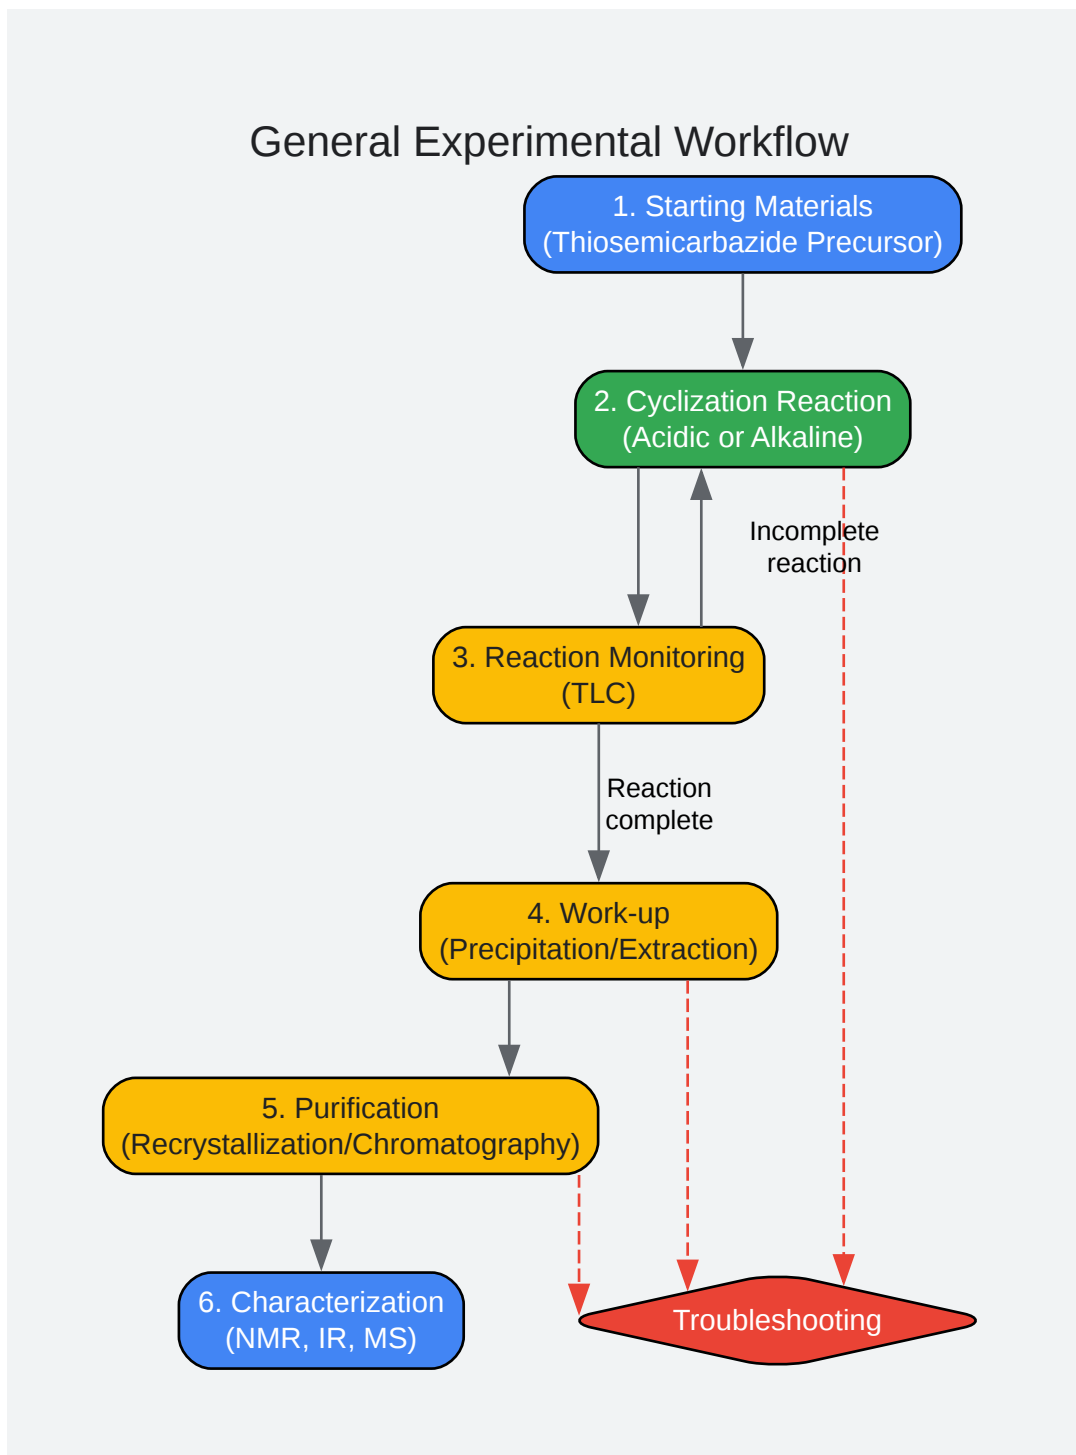 General Experimental Workflow
1. Starting Materials
(Thiosemicarbazide Precursor)
2. Cyclization Reaction
(Acidic or Alkaline)
Incomplete
reaction
3. Reaction Monitoring
(TLC)
Reaction
complete
4. Work-up
(Precipitation/Extraction)
5. Purification
(Recrystallization/Chromatography)
6. Characterization
(NMR, IR, MS)
Troubleshooting